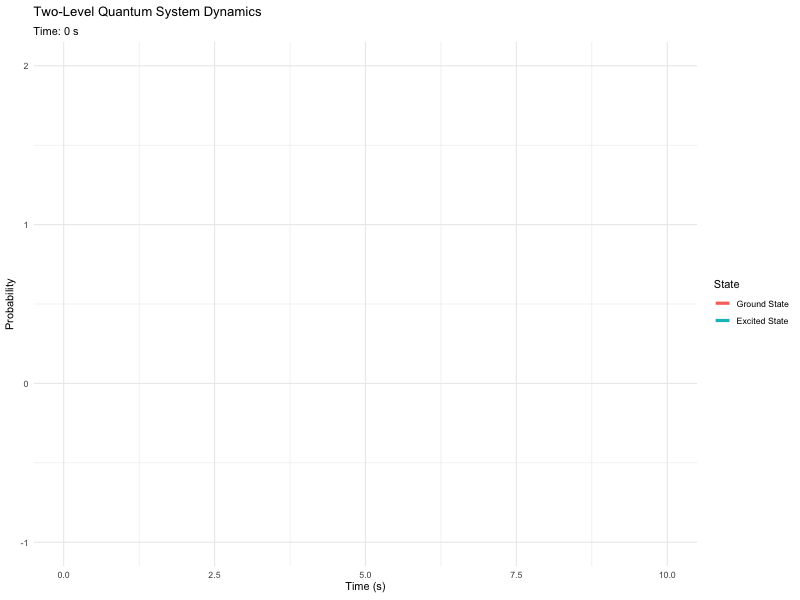 Two-Level Quantum System Dynamics
Time: 0 s
2
1
0
-1
Probability
0.0 2.5 5.0 7.5 10.0
Time (s)
State
Ground State
Excited State